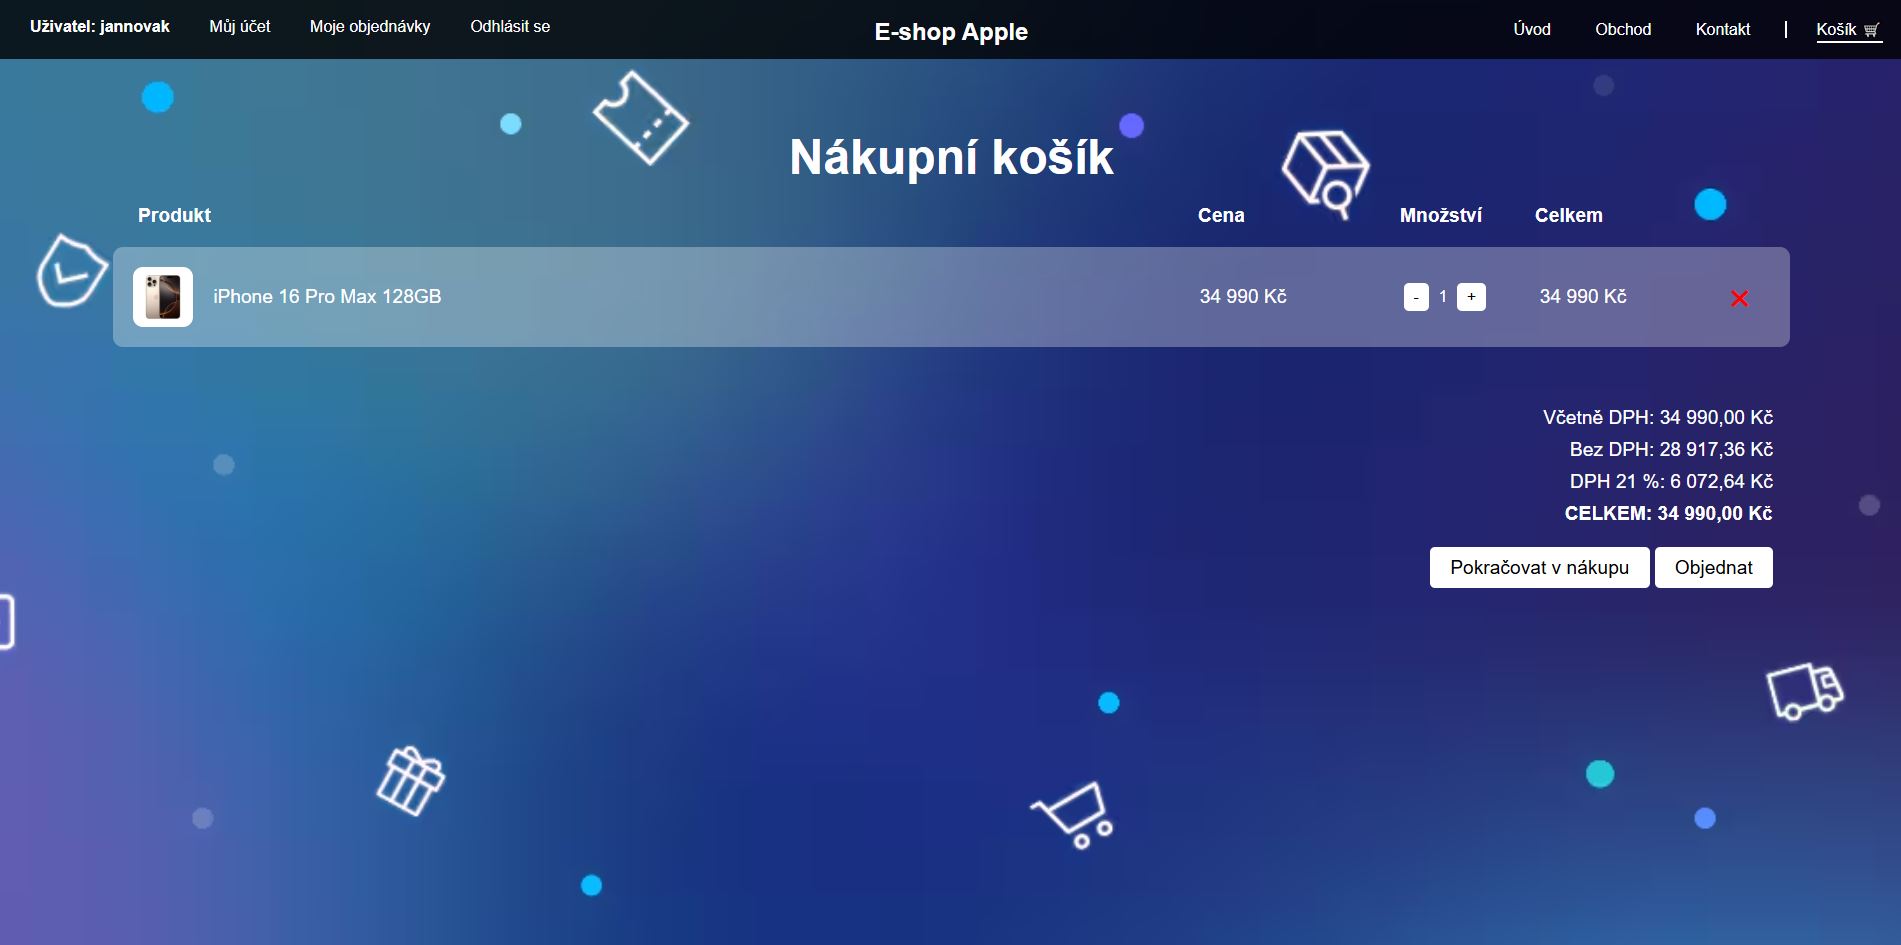 Uživatel: jannovak Můj účet Moje objednávky Odhlásit se E-shop Apple Úvod Obchod Kontakt | Košík 🛒
Nákupní košík
Produkt Cena Množství Celkem
iPhone 16 Pro Max 128GB 34 990 Kč - 1 + 34 990 Kč ✕
Včetně DPH: 34 990,00 Kč
Bez DPH: 28 917,36 Kč
DPH 21 %: 6 072,64 Kč
CELKEM: 34 990,00 Kč
Pokračovat v nákupu Objednat